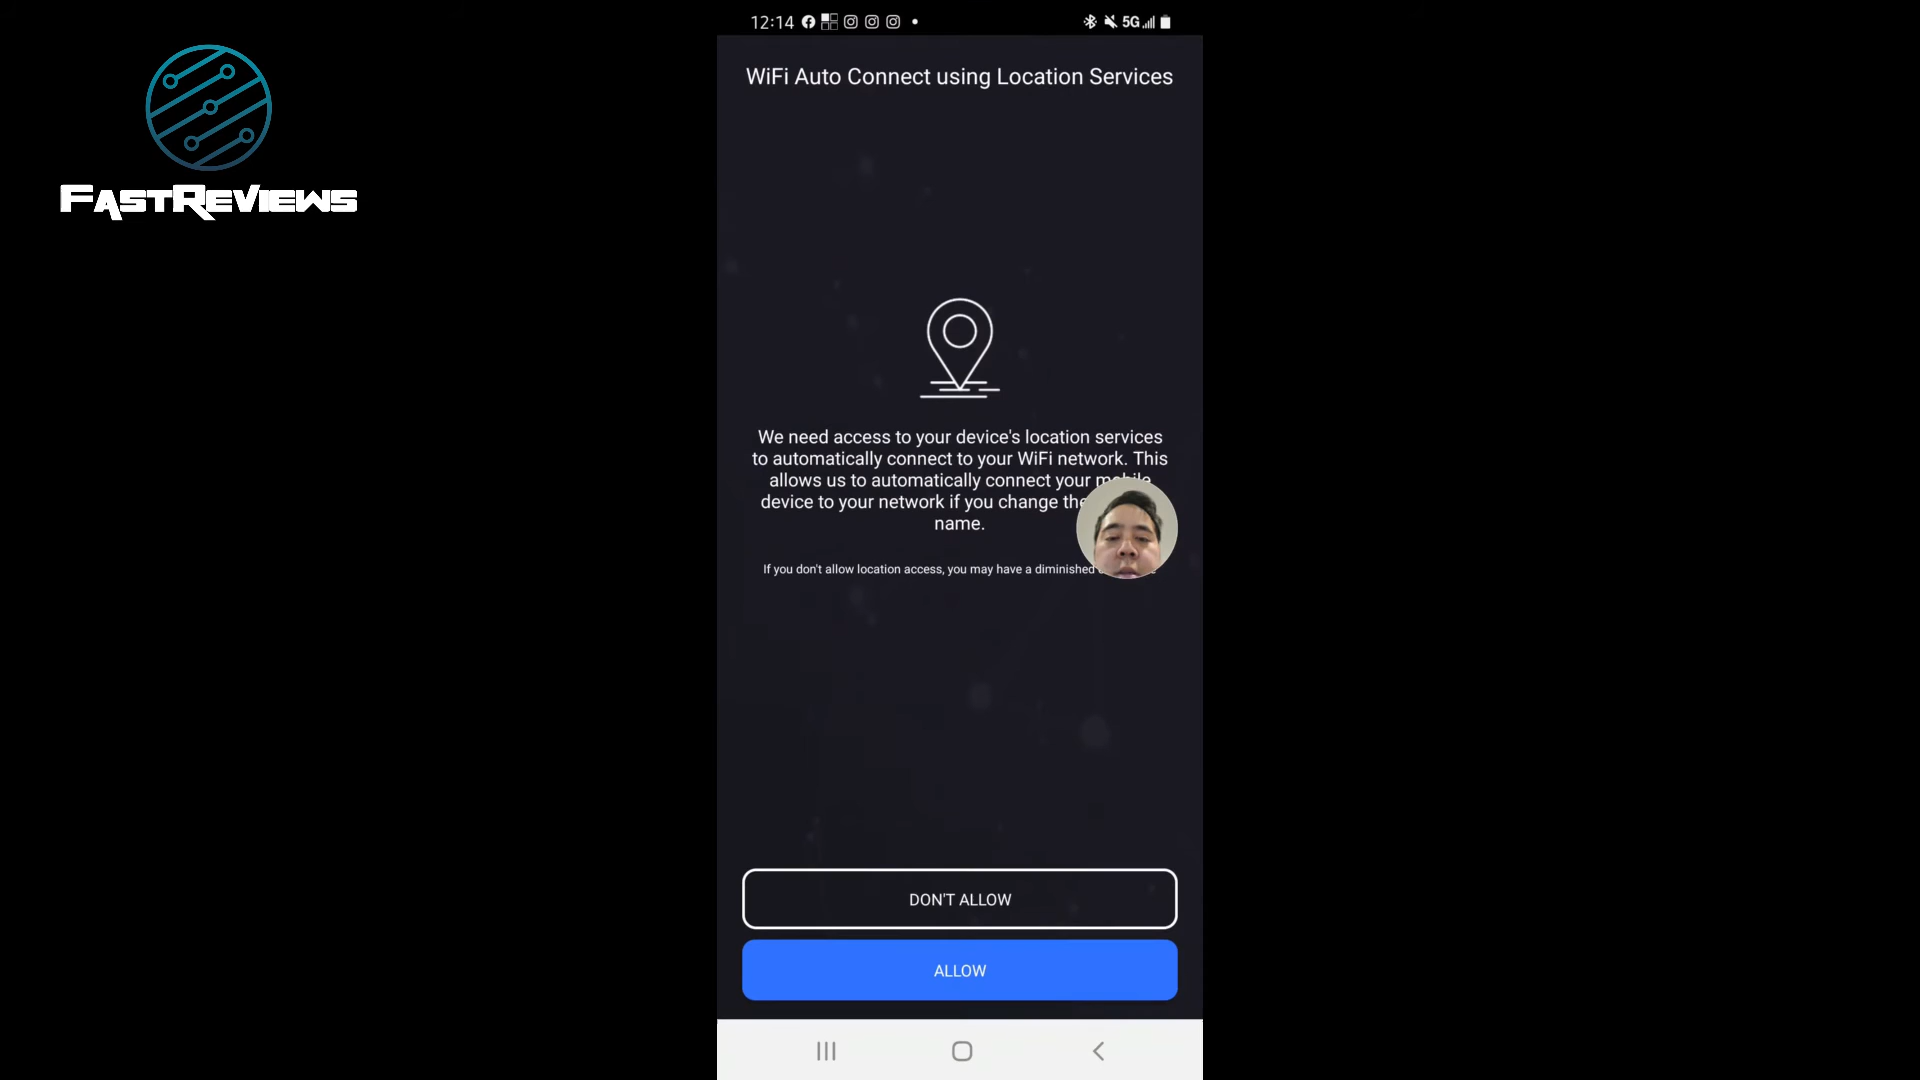 12:14
5G
FASTREVIEWS
WiFi Auto Connect using Location Services
We need access to your device's location services
to automatically connect to your WiFi network. This
allows us to automatically connect your mobile
device to your network if you change the
name.
If you don't allow location access, you may have a diminished
DON'T ALLOW
ALLOW